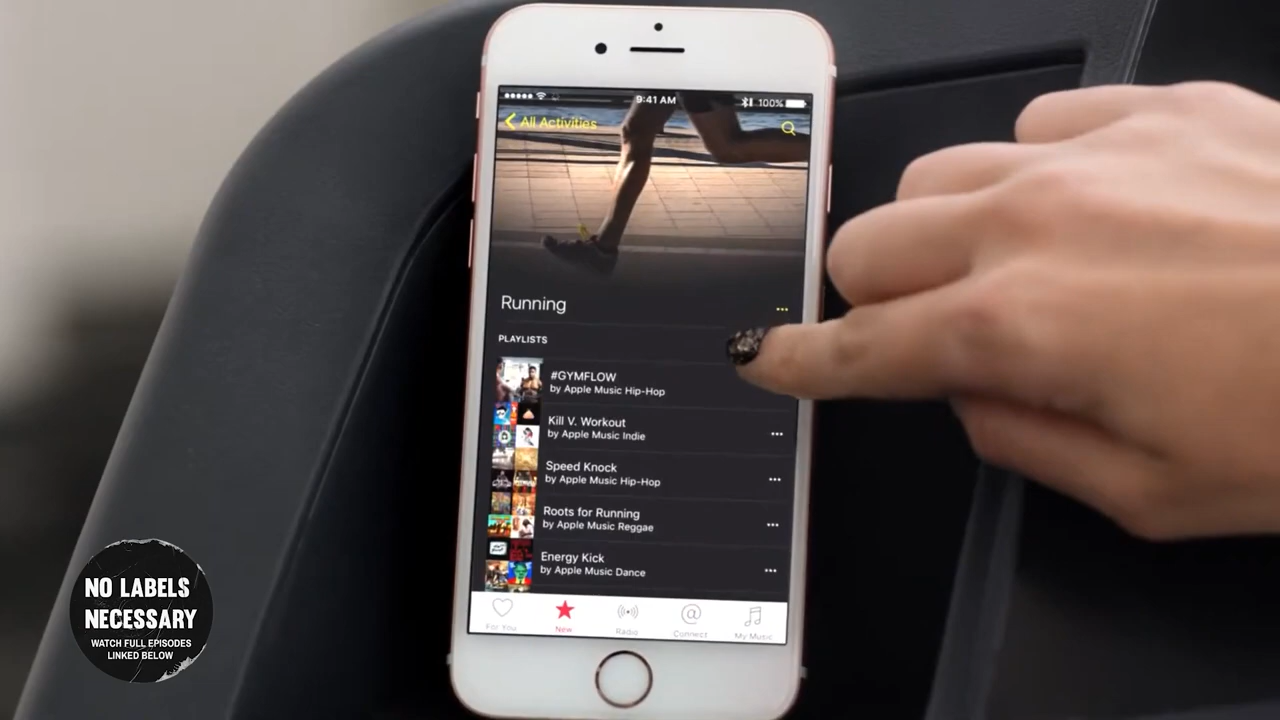 9:41 AM
100%
All Activities
Running
PLAYLISTS
#GYMFLOW
by Apple Music Hip-Hop
Kill V. Workout
by Apple Music Indie
Speed Knock
by Apple Music Hip-Hop
Roots for Running
by Apple Music Reggae
Energy Kick
by Apple Music Dance
For You
New
Radio
Connect
My Music
NO LABELS
NECESSARY
WATCH FULL EPISODES
LINKED BELOW